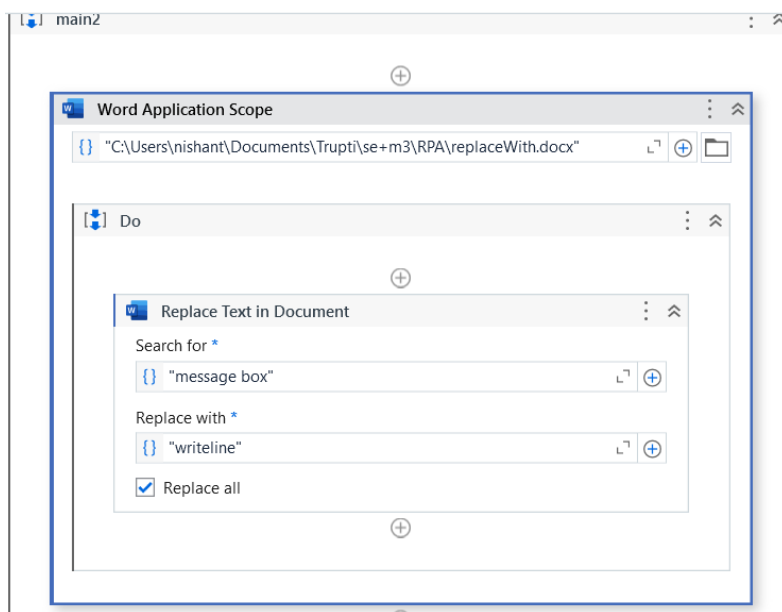 main2
Word Application Scope
{} "C:\Users\nishant\Documents\Trupti\se+m3\RPA\replaceWith.docx"
Do
Replace Text in Document
Search for *
{} "message box"
Replace with *
{} "writeline"
Replace all